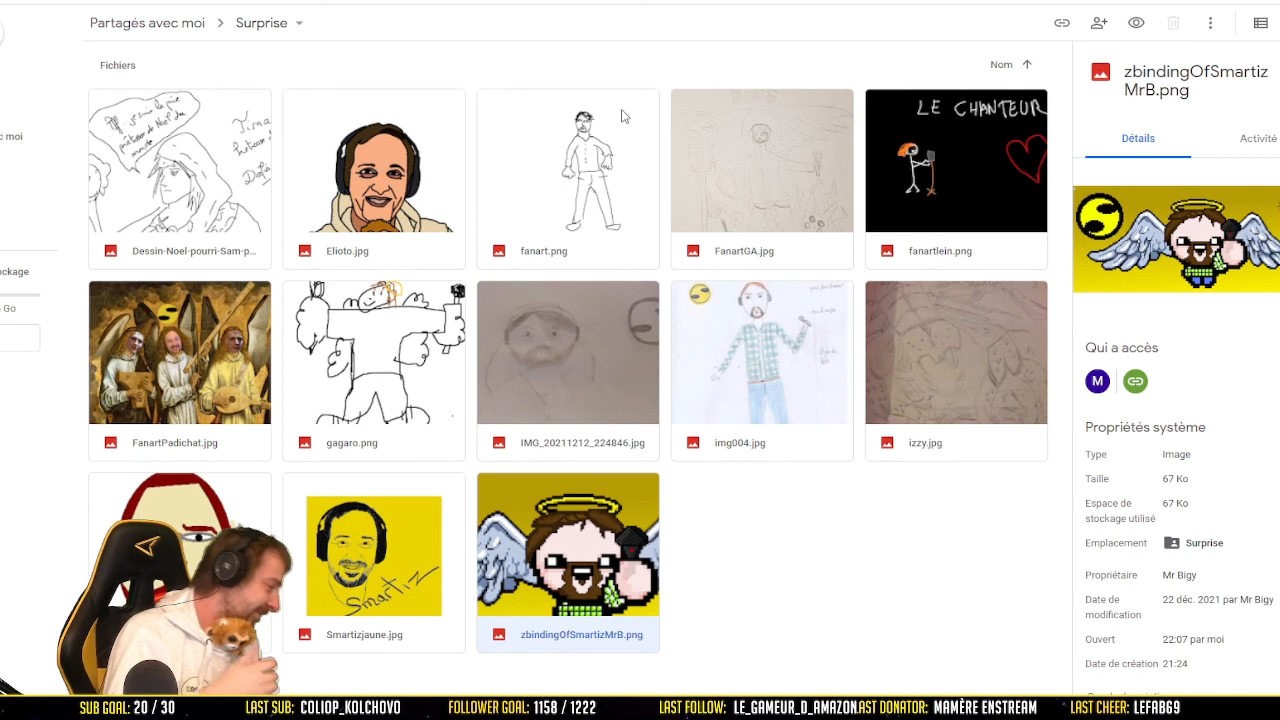 Partagés avec moi > Surprise
Fichiers
Nom
zbindingOfSmartiz
MrB.png
c moi
Détails
Activité
LE CHANTEUR
Dessin-Noel-pourri-Sam-p...
Elioto.jpg
fanart.png
FanartGA.jpg
fanartlein.png
ockage
Go
Qui a accès
M
FanartPadichat.jpg
gagaro.png
IMG_20211212_224846.jpg
img004.jpg
izzy.jpg
Propriétés système
Type
Image
Taille
67 Ko
Espace de
stockage utilisé
67 Ko
Emplacement
Surprise
Propriétaire
Mr Bigy
Date de
modification
22 déc. 2021 par Mr Bigy
Ouvert
22:07 par moi
Date de création
21:24
Smartiz
Smartizjaune.jpg
zbindingOfSmartizMrB.png
SUB GOAL: 20 / 30
LAST SUB: COLIOP_KOLCHOVO
FOLLOWER GOAL: 1158 / 1222
LAST FOLLOW: LE_GAMEUR_D_AMAZON
AST DONATOR: MAMÈRE ENSTREAM
LAST CHEER: LEFAB69